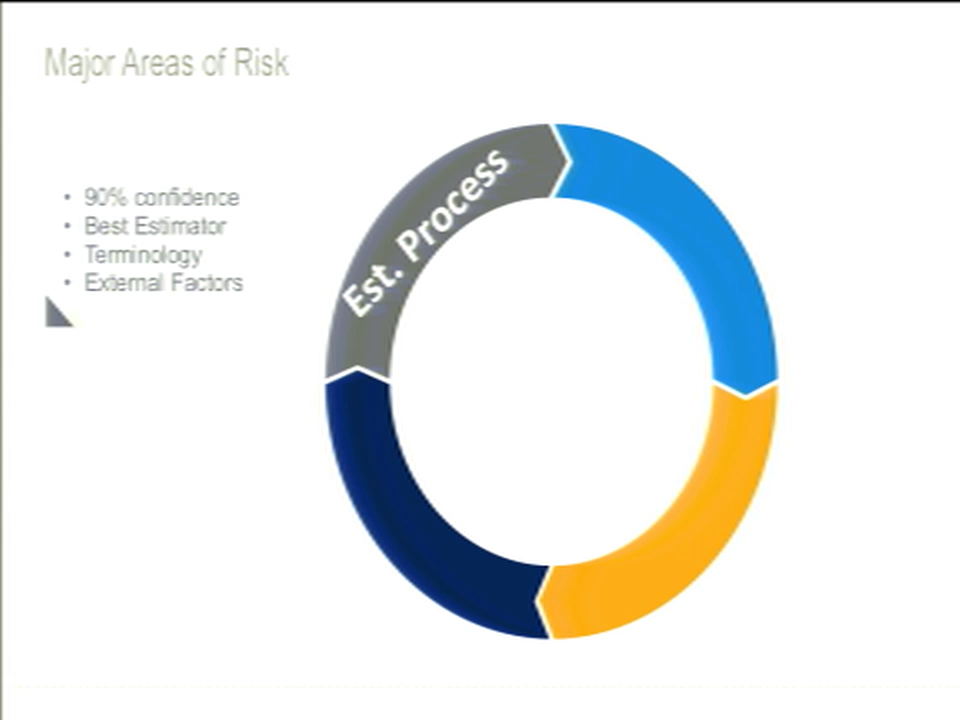 Major Areas of Risk
• 90% confidence
• Best Estimator
• Terminology
• External Factors
Est. Process